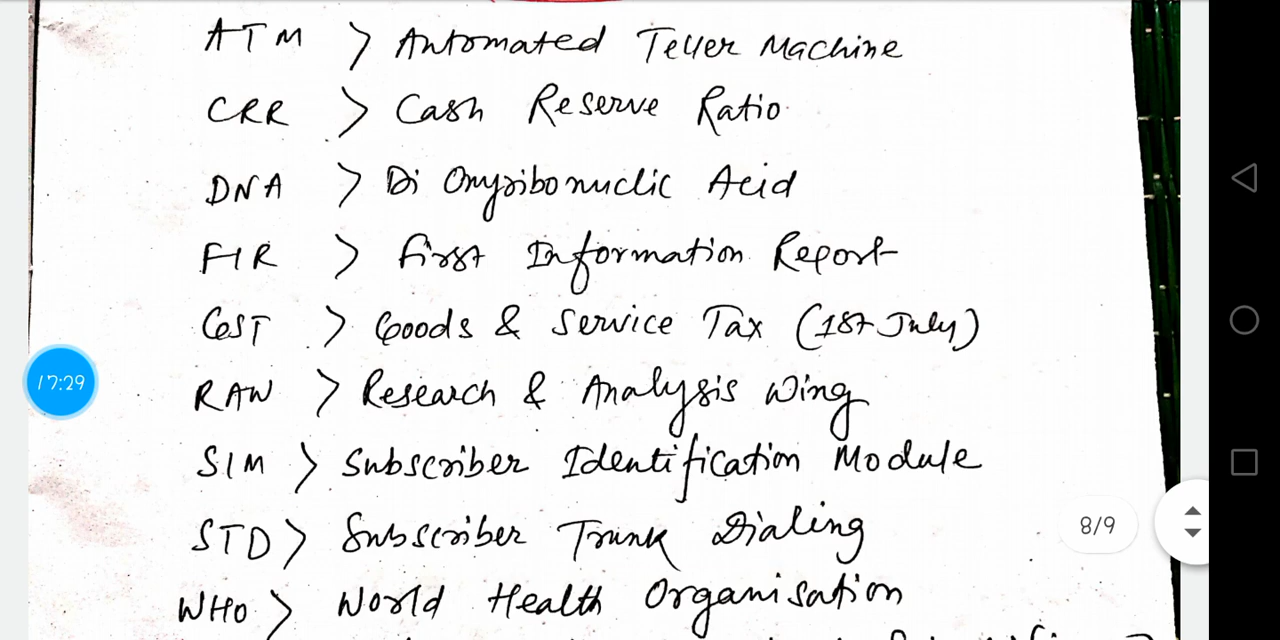 ATM > Automated Teller Machine
CRR > Cash Reserve Ratio
DNA > Di Oxyribonuclic Acid
FIR > First Information Report
GST > Goods & Service Tax (1st July)
RAW > Research & Analysis Wing
17:29
SIM > Subscriber Identification Module
STD > Subscriber Trunk Dialing
8/9
WHO > World Health Organisation